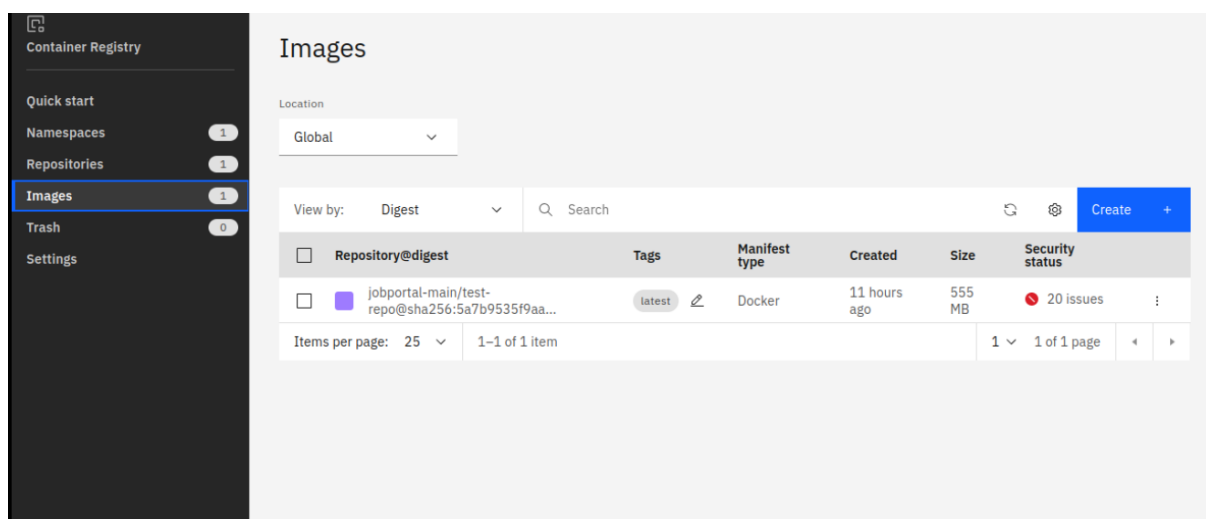 Container Registry
Quick start
Namespaces 1
Repositories 1
Images 1
Trash 0
Settings
Images
Location
Global
View by: Digest Search Create +
Repository@digest Tags Manifest type Created Size Security status
jobportal-main/test-
repo@sha256:5a7b9535f9aa...
latest Docker 11 hours ago 555 MB 20 issues
Items per page: 25 1–1 of 1 item 1 1 of 1 page